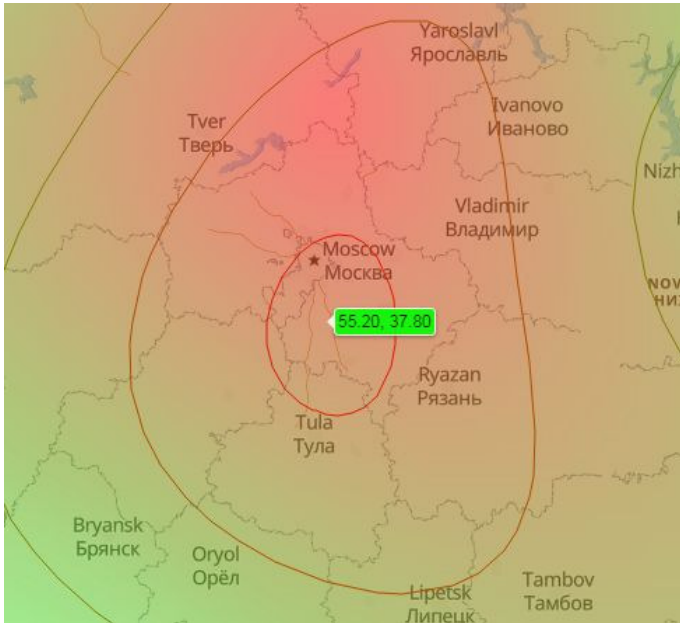 Yaroslavl
Ярославль
Ivanovo
Иваново
Tver
Тверь
Nizh
Vladimir
Владимир
Moscow
Москва
NOV
НИЖ
55.20, 37.80
Ryazan
Рязань
Tula
Тула
Bryansk
Брянск
Oryol
Орёл
Lipetsk
Липецк
Tambov
Тамбов